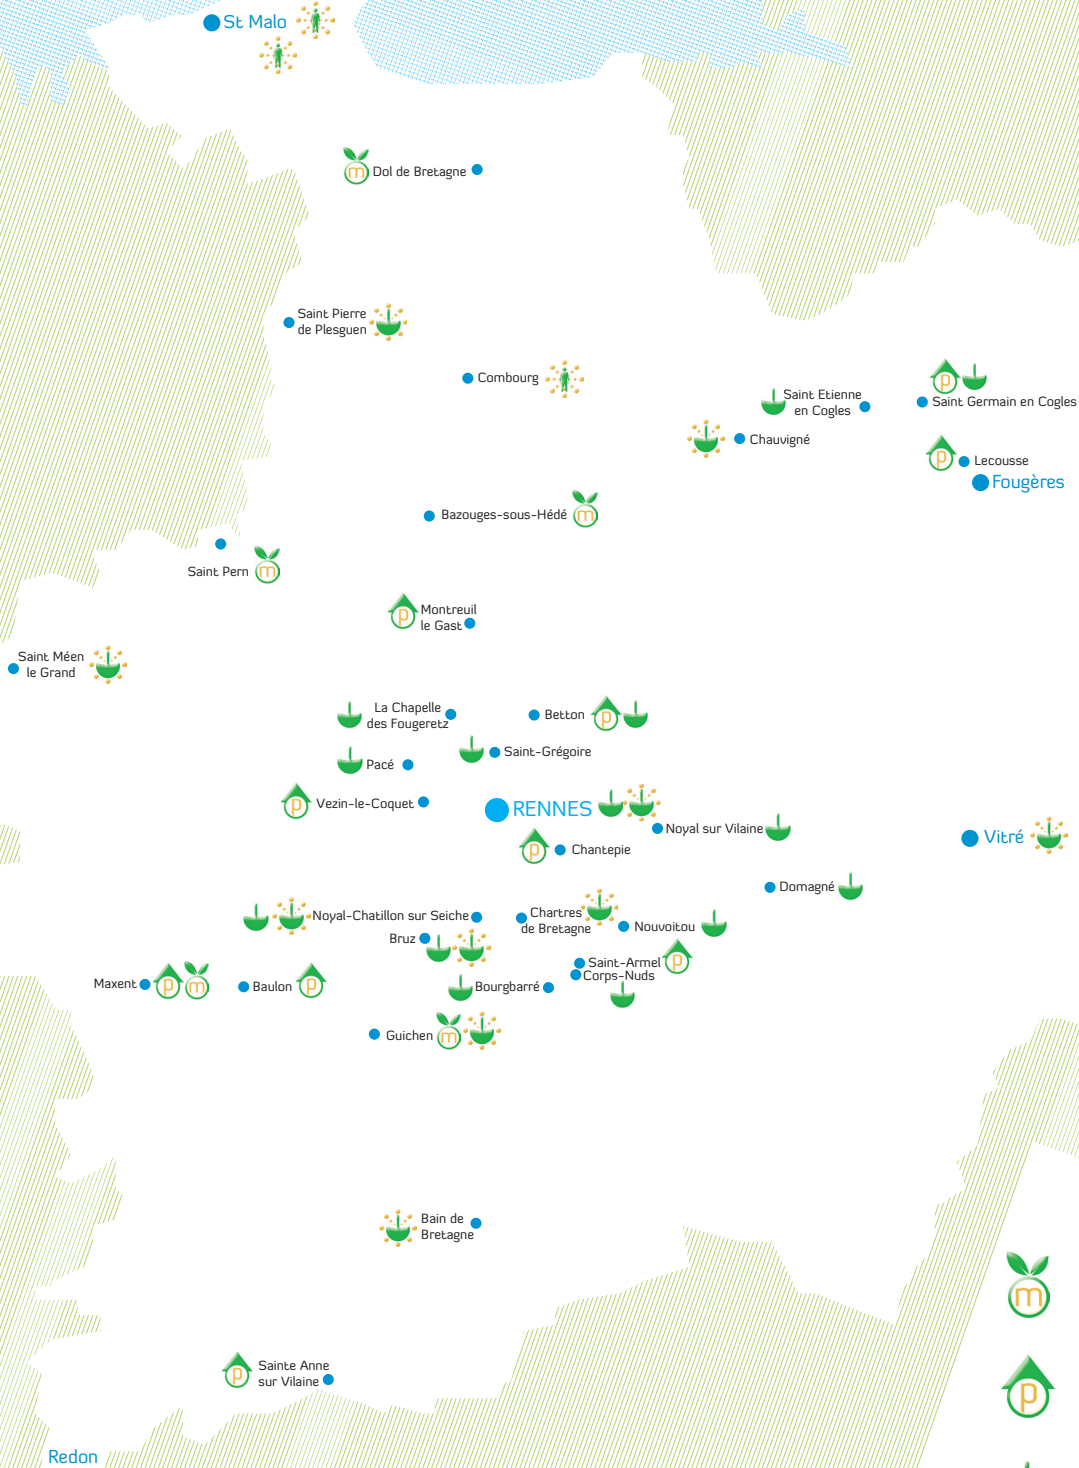 St Malo
m
Dol de Bretagne
Saint Pierre
de Plesguen
Combourg
Saint Etienne
en Cogles
p
Saint Germain en Cogles
Chauvigné
p
Lecousse
Fougères
Bazouges-sous-Hédé
m
Saint Pern
m
p
Montreuil
le Gast
Saint Méen
le Grand
La Chapelle
des Fougeretz
Betton
p
Saint-Grégoire
Pacé
p
Vezin-le-Coquet
RENNES
Noyal sur Vilaine
Vitré
p
Chantepie
Domagné
Noyal-Chatillon sur Seiche
Chartres
de Bretagne
Nouvoitou
Bruz
Saint-Armel
p
Corps-Nuds
Maxent
p
m
Baulon
p
Bourgbarré
Guichen
m
Bain de
Bretagne
m
p
Sainte Anne
sur Vilaine
p
Redon